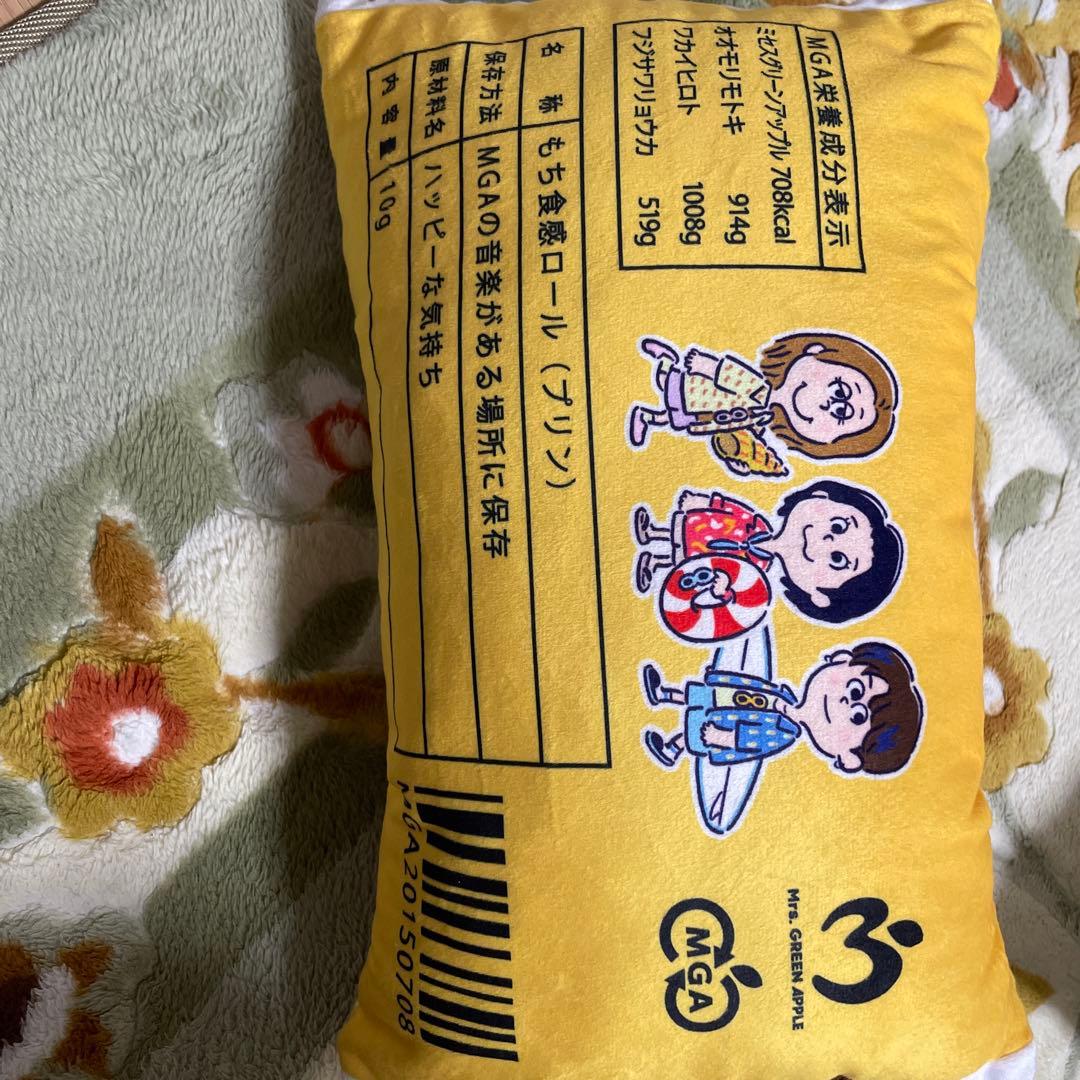 MGA栄養成分表示
ミセスグリーンアップル 708kcal
オオモリモトキ 914g
ワカイヒロト 1008g
フジサワリョウカ 519g
名称 もち食感ロール（プリン）
保存方法 MGAの音楽がある場所に保存
原材料名 ハッピーな気持ち
内容量 10g
8
8
8
Mrs. GREEN APPLE
MGA
MGA20150708